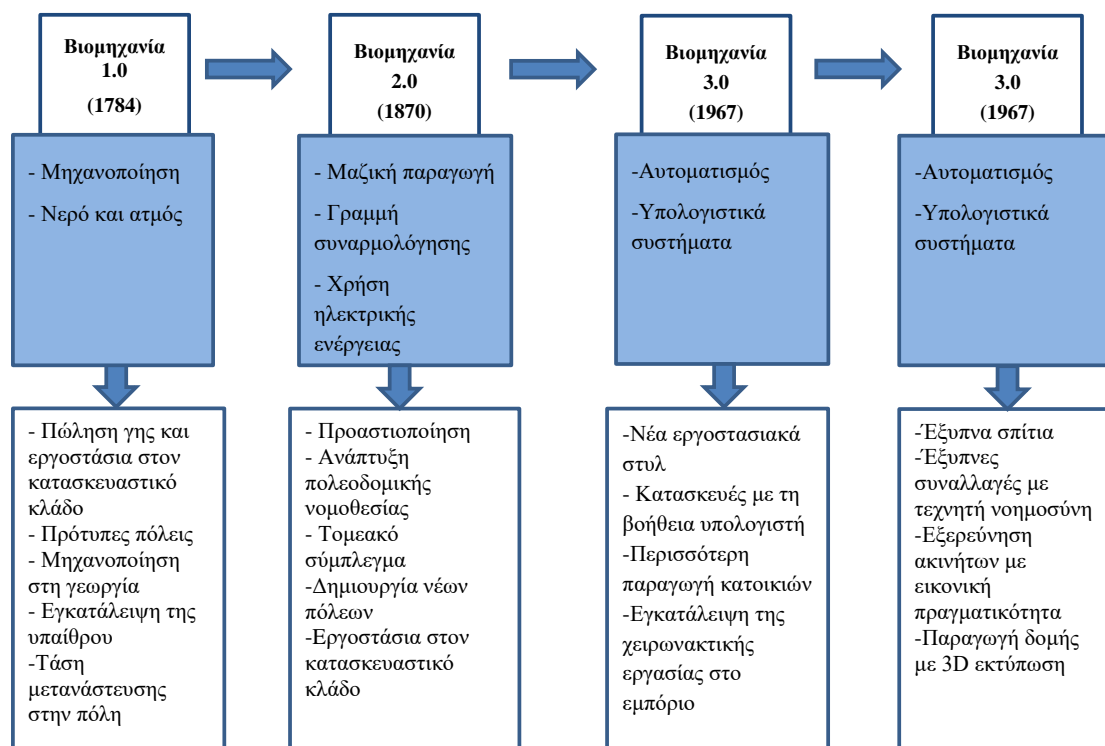 Βιομηχανία
1.0
(1784)
- Μηχανοποίηση
- Νερό και ατμός
- Πώληση γης και
εργοστάσια στον
κατασκευαστικό
κλάδο
- Πρότυπες πόλεις
- Μηχανοποίηση
στη γεωργία
- Εγκατάλειψη της
υπαίθρου
-Τάση
μετανάστευσης
στην πόλη
Βιομηχανία
2.0
(1870)
- Μαζική παραγωγή
- Γραμμή
συναρμολόγησης
- Χρήση
ηλεκτρικής
ενέργειας
- Προαστιοποίηση
- Ανάπτυξη
πολεοδομικής
νομοθεσίας
- Τομεακό
σύμπλεγμα
-Δημιουργία νέων
πόλεων
-Εργοστάσια στον
κατασκευαστικό
κλάδο
Βιομηχανία
3.0
(1967)
-Αυτοματισμός
-Υπολογιστικά
συστήματα
-Νέα εργοστασιακά
στυλ
- Κατασκευές με τη
βοήθεια υπολογιστή
-Περισσότερη
παραγωγή κατοικιών
-Εγκατάλειψη της
χειρωνακτικής
εργασίας στο
εμπόριο
Βιομηχανία
3.0
(1967)
-Αυτοματισμός
-Υπολογιστικά
συστήματα
-Έξυπνα σπίτια
-Έξυπνες
συναλλαγές με
τεχνητή νοημοσύνη
-Εξερεύνηση
ακινήτων με
εικονική
πραγματικότητα
-Παραγωγή δομής
με 3D εκτύπωση